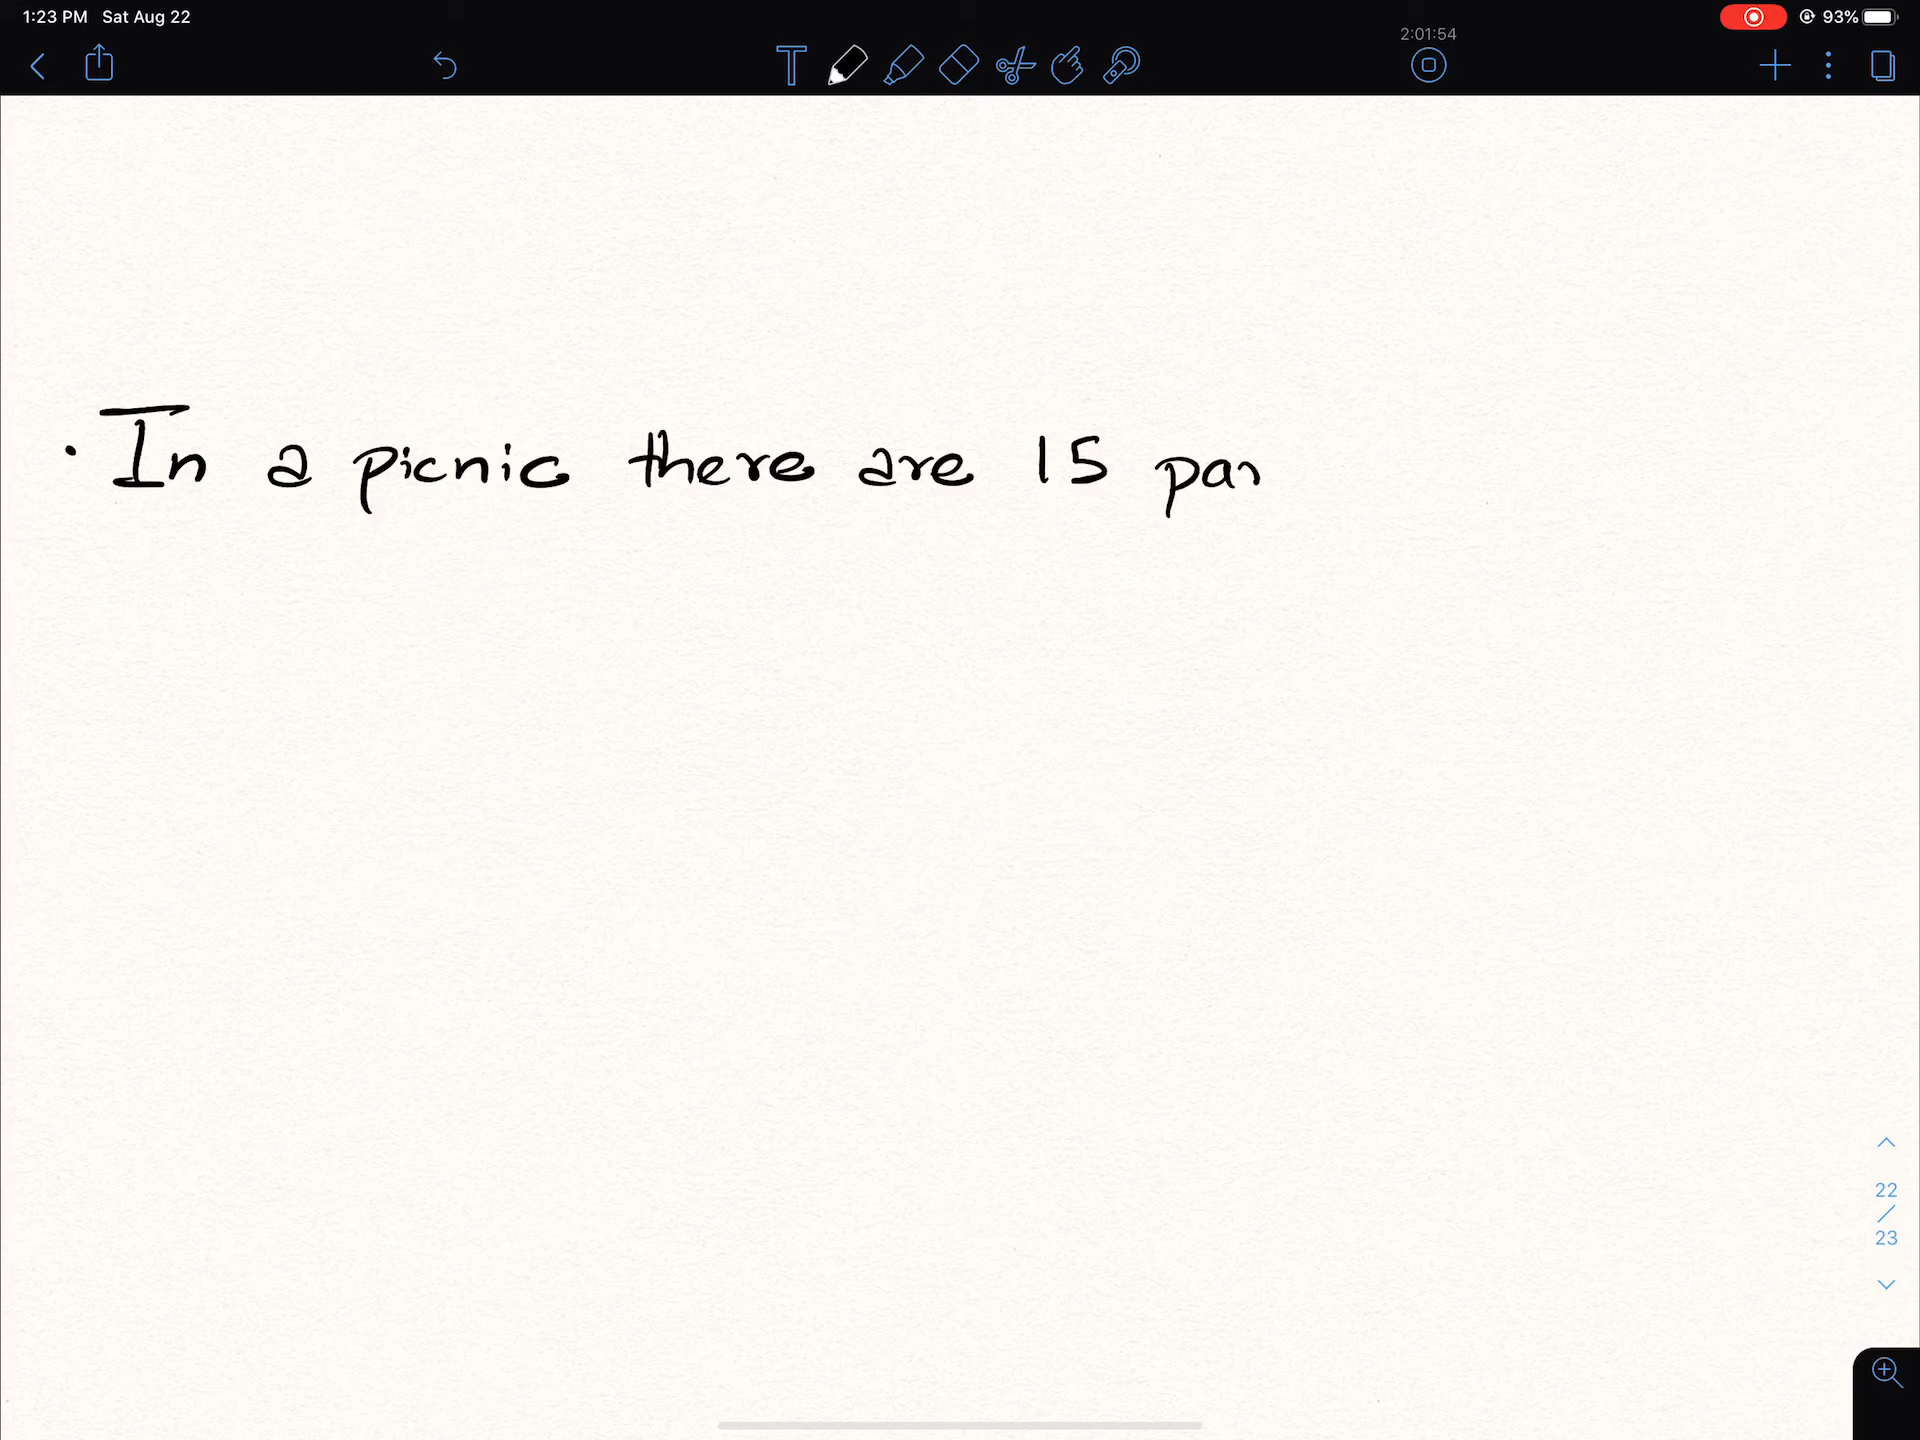 1:23 PM Sat Aug 22
93%
2:01:54
· In a picnic there are 15 par
22
/
23